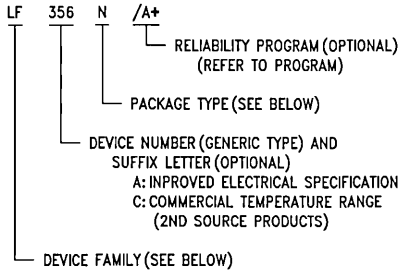 LF 356 N /A+
RELIABILITY PROGRAM (OPTIONAL)
(REFER TO PROGRAM)
PACKAGE TYPE (SEE BELOW)
DEVICE NUMBER (GENERIC TYPE) AND
SUFFIX LETTER (OPTIONAL)
A: INPROVED ELECTRICAL SPECIFICATION
C: COMMERCIAL TEMPERATURE RANGE
(2ND SOURCE PRODUCTS)
DEVICE FAMILY (SEE BELOW)